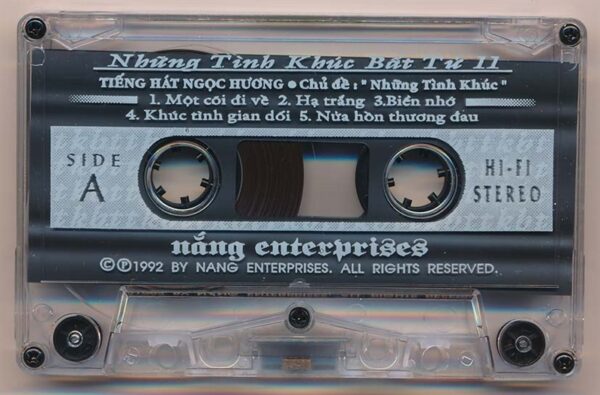 Những Tình Khúc Bất Tử 11
TIẾNG HÁT NGỌC HƯƠNG • Chủ đề : " Những Tình Khúc "
1. Một cõi đi về 2. Hạ trắng 3.Biển nhớ
4. Khúc tình gian dối 5. Nửa hồn thương đau
SIDE
A
HI-FI
STEREO
nắng enterprises
©℗1992 BY NANG ENTERPRISES. ALL RIGHTS RESERVED.